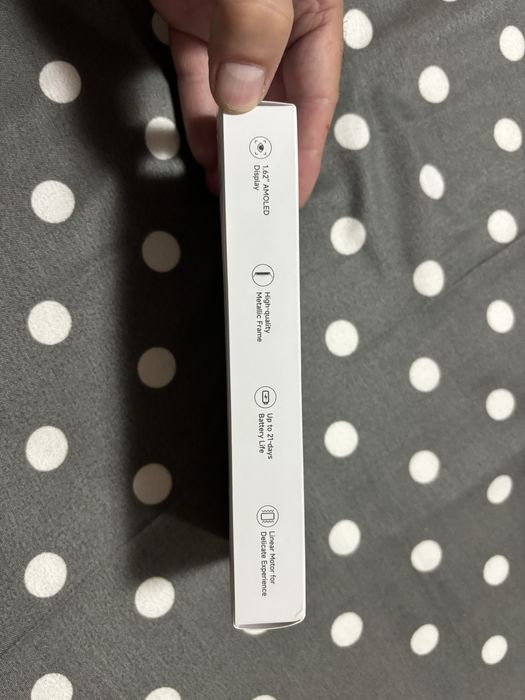 1.62" AMOLED
Display
High-quality
Metallic Frame
Up to 21-days
Battery Life
Linear Motor for
Delicate Experience